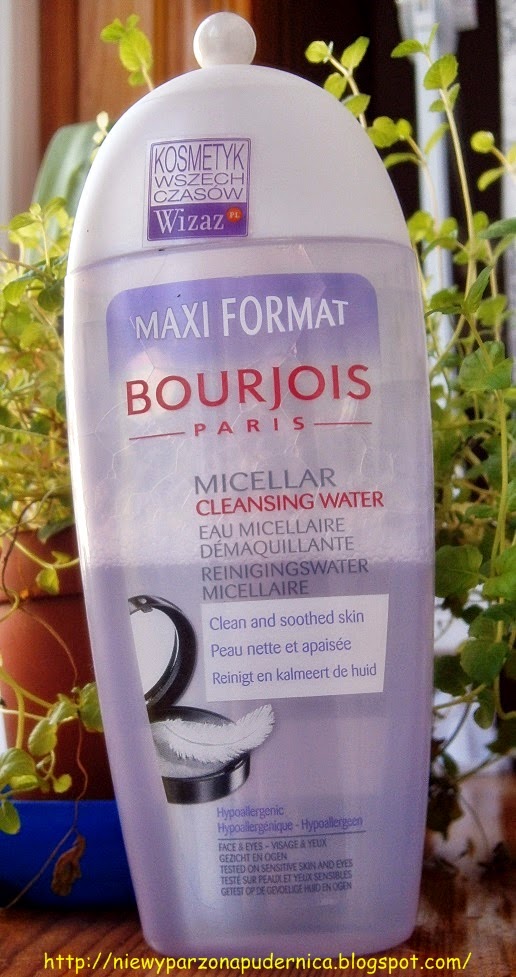 KOSMETYK
WSZECH
CZASÓW
Wizaz PL
MAXI FORMAT
BOURJOIS
PARIS
MICELLAR
CLEANSING WATER
EAU MICELLAIRE
DÉMAQUILLANTE
REINIGINGSWATER
MICELLAIRE
Clean and soothed skin
Peau nette et apaisée
Reinigt en kalmeert de huid
Hypoallergenic
Hypoallergénique - Hypoallergeen
FACE & EYES – VISAGE & YEUX
GEZICHT EN OGEN
TESTED ON SENSITIVE SKIN AND EYES
TESTÉ SUR PEAUX ET YEUX SENSIBLES
GETEST OP DE GEVOELIGE HUID EN OGEN
http://niewyparzonapudernica.blogspot.com/